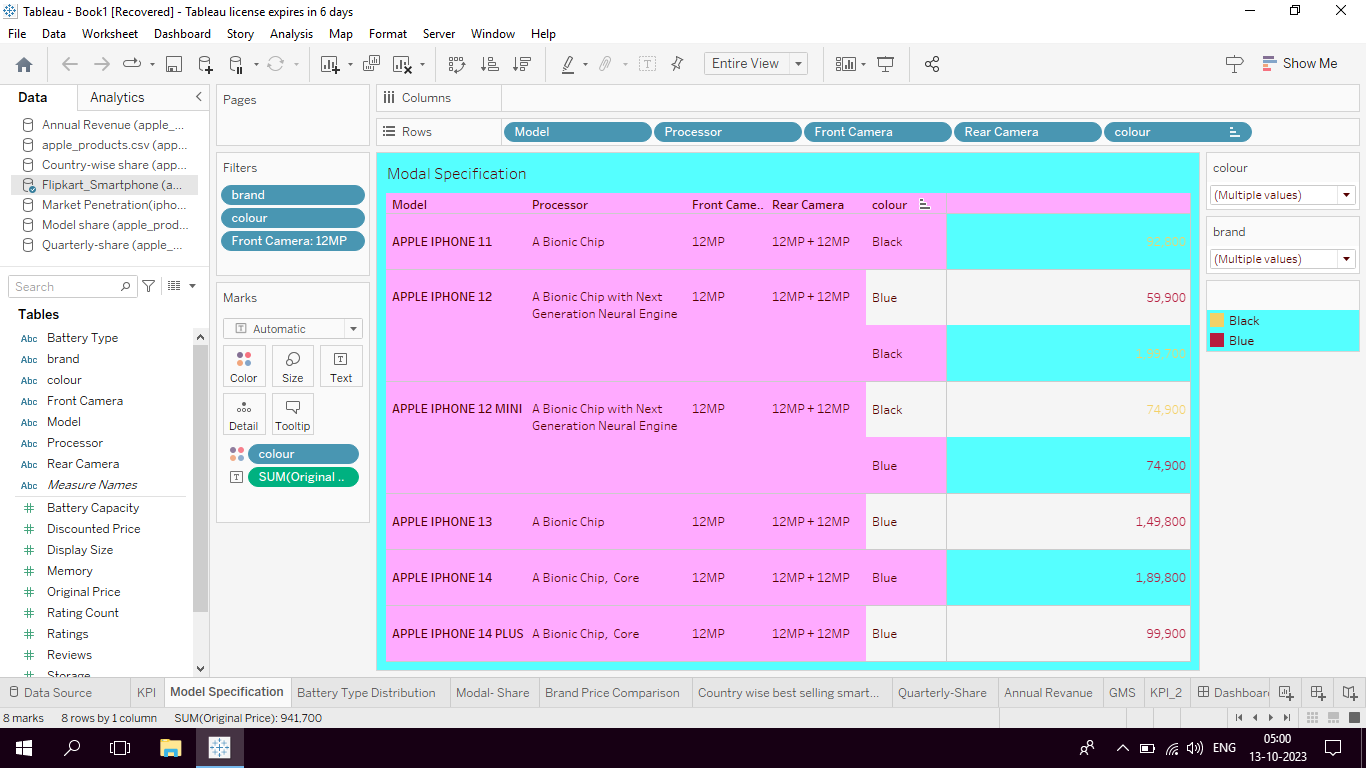 Tableau - Book1 [Recovered] - Tableau license expires in 6 days
File Data Worksheet Dashboard Story Analysis Map Format Server Window Help
Entire View
Show Me
Data Analytics
Annual Revenue (apple_...
apple_products.csv (app...
Country-wise share (app...
Flipkart_Smartphone (a...
Market Penetration(ipho...
Model share (apple_prod...
Quarterly-share (apple_...
Search
Tables
Abc Battery Type
Abc brand
Abc colour
Abc Front Camera
Abc Model
Abc Processor
Abc Rear Camera
Abc Measure Names
Battery Capacity
Discounted Price
Display Size
Memory
Original Price
Rating Count
Ratings
Reviews
Storage
Pages
Filters
brand
colour
Front Camera: 12MP
Marks
Automatic
Color Size Text
Detail Tooltip
colour
SUM(Original ..
Columns
Rows Model Processor Front Camera Rear Camera colour
Modal Specification
Model Processor Front Came.. Rear Camera colour
APPLE IPHONE 11 A Bionic Chip 12MP 12MP + 12MP Black
APPLE IPHONE 12 A Bionic Chip with Next 12MP 12MP + 12MP Blue 59,900
Generation Neural Engine
Black
APPLE IPHONE 12 MINI A Bionic Chip with Next 12MP 12MP + 12MP Black 74,900
Generation Neural Engine
Blue 74,900
APPLE IPHONE 13 A Bionic Chip 12MP 12MP + 12MP Blue 1,49,800
APPLE IPHONE 14 A Bionic Chip, Core 12MP 12MP + 12MP Blue 1,89,800
APPLE IPHONE 14 PLUS A Bionic Chip, Core 12MP 12MP + 12MP Blue 99,900
colour
(Multiple values)
brand
(Multiple values)
Black
Blue
Data Source KPI Model Specification Battery Type Distribution Modal- Share Brand Price Comparison Country wise best selling smart... Quarterly-Share Annual Revanue GMS KPI_2 Dashboar
8 marks 8 rows by 1 column SUM(Original Price): 941,700
ENG
05:00
13-10-2023